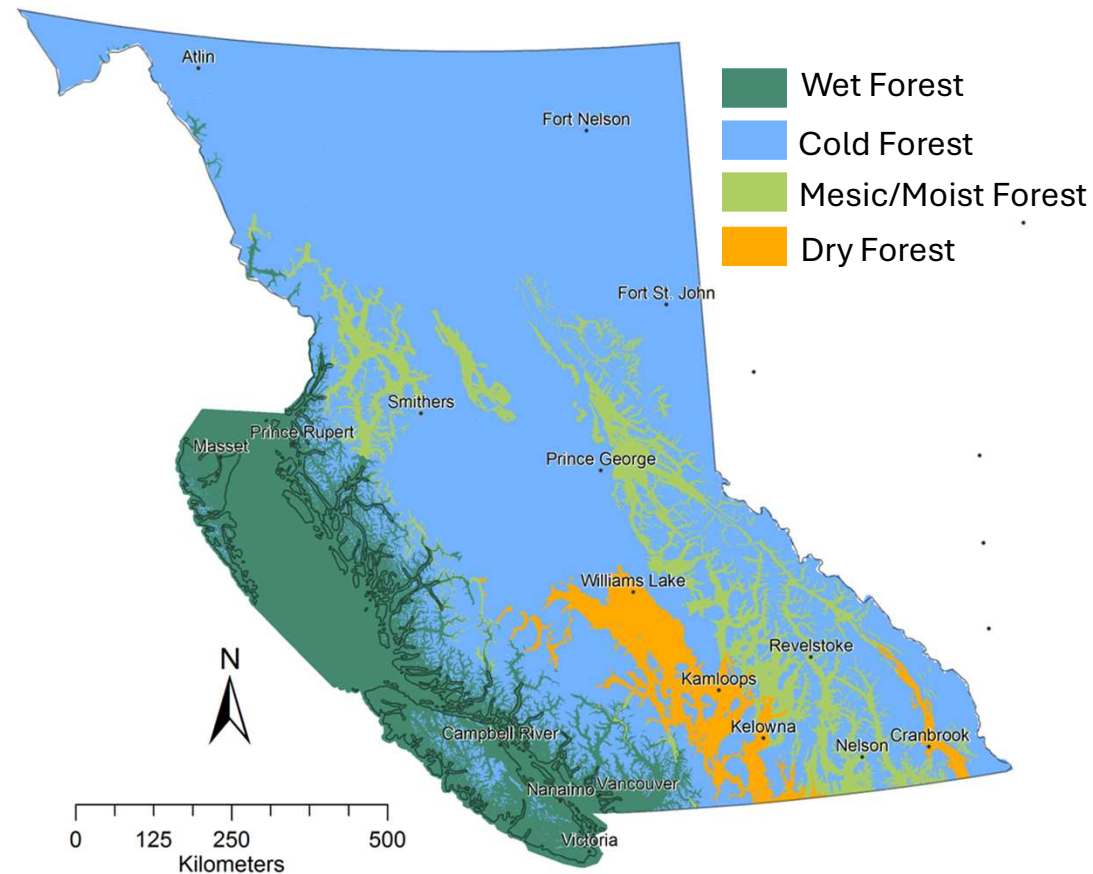 Atlin
Fort Nelson
Wet Forest
Cold Forest
Mesic/Moist Forest
Dry Forest
Fort St. John
Smithers
Prince Rupert
Masset
Prince George
Williams Lake
Revelstoke
Kamloops
Kelowna
Cranbrook
Nelson
Campbell River
Nanaimo
Vancouver
Victoria
N
0 125 250 500
Kilometers